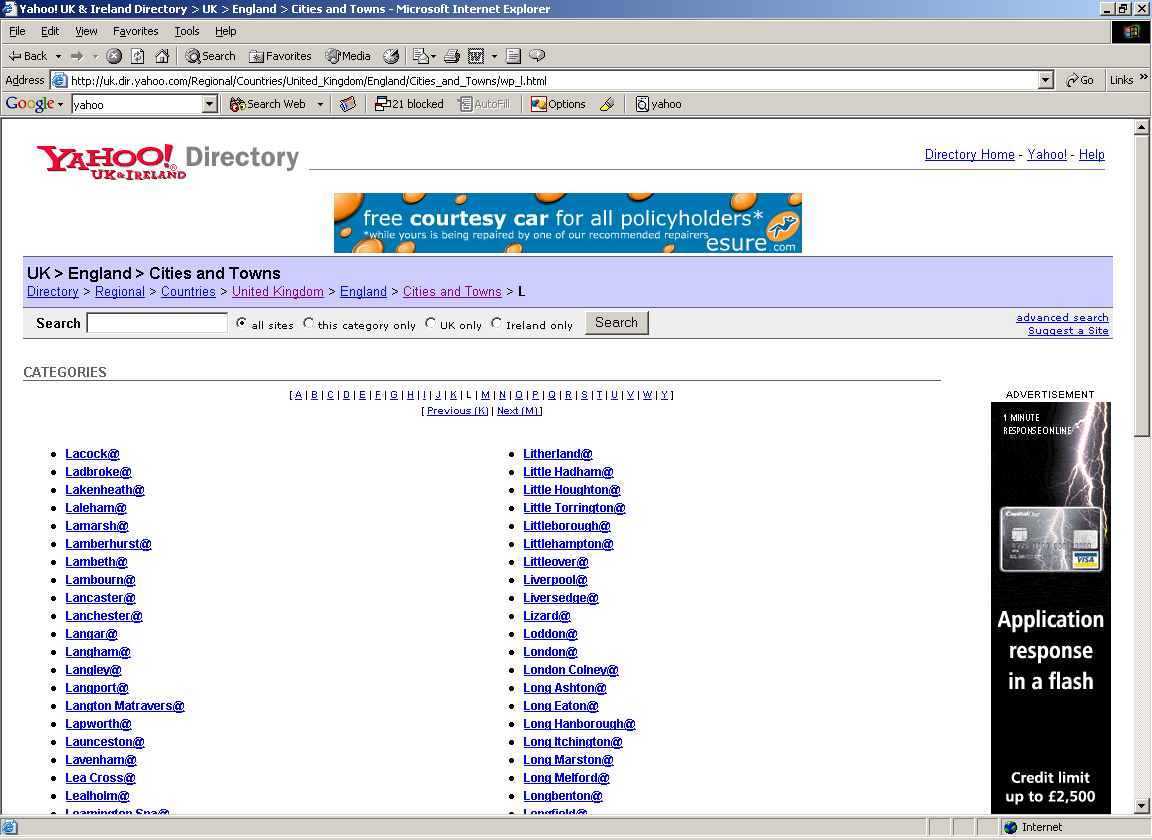 Yahoo! UK & Ireland Directory > UK > England > Cities and Towns - Microsoft Internet Explorer
File Edit View Favorites Tools Help
Back Search Favorites Media
Address http://uk.dir.yahoo.com/Regional/Countries/United_Kingdom/England/Cities_and_Towns/wp_l.html Go Links »
Google yahoo Search Web 21 blocked AutoFill Options yahoo
YAHOO! Directory
UK & IRELAND
Directory Home - Yahoo! - Help
free courtesy car for all policyholders*
*while yours is being repaired by one of our recommended repairers
esure.com
UK > England > Cities and Towns
Directory > Regional > Countries > United Kingdom > England > Cities and Towns > L
Search all sites this category only UK only Ireland only Search
advanced search
Suggest a Site
CATEGORIES
[ A | B | C | D | E | F | G | H | I | J | K | L | M | N | O | P | Q | R | S | T | U | V | W | Y ]
[ Previous (K) | Next (M) ]
Lacock@
Ladbroke@
Lakenheath@
Laleham@
Lamarsh@
Lamberhurst@
Lambeth@
Lambourn@
Lancaster@
Lanchester@
Langar@
Langham@
Langley@
Langport@
Langton Matravers@
Lapworth@
Launceston@
Lavenham@
Lea Cross@
Lealholm@
Leamington Spa@
Litherland@
Little Hadham@
Little Houghton@
Little Torrington@
Littleborough@
Littlehampton@
Littleover@
Liverpool@
Liversedge@
Lizard@
Loddon@
London@
London Colney@
Long Ashton@
Long Eaton@
Long Hanborough@
Long Itchington@
Long Marston@
Long Melford@
Longbenton@
Longfield@
ADVERTISEMENT
1 MINUTE
RESPONSE ONLINE
Capital One
VISA
Application
response
in a flash
Credit limit
up to £2,500
Internet